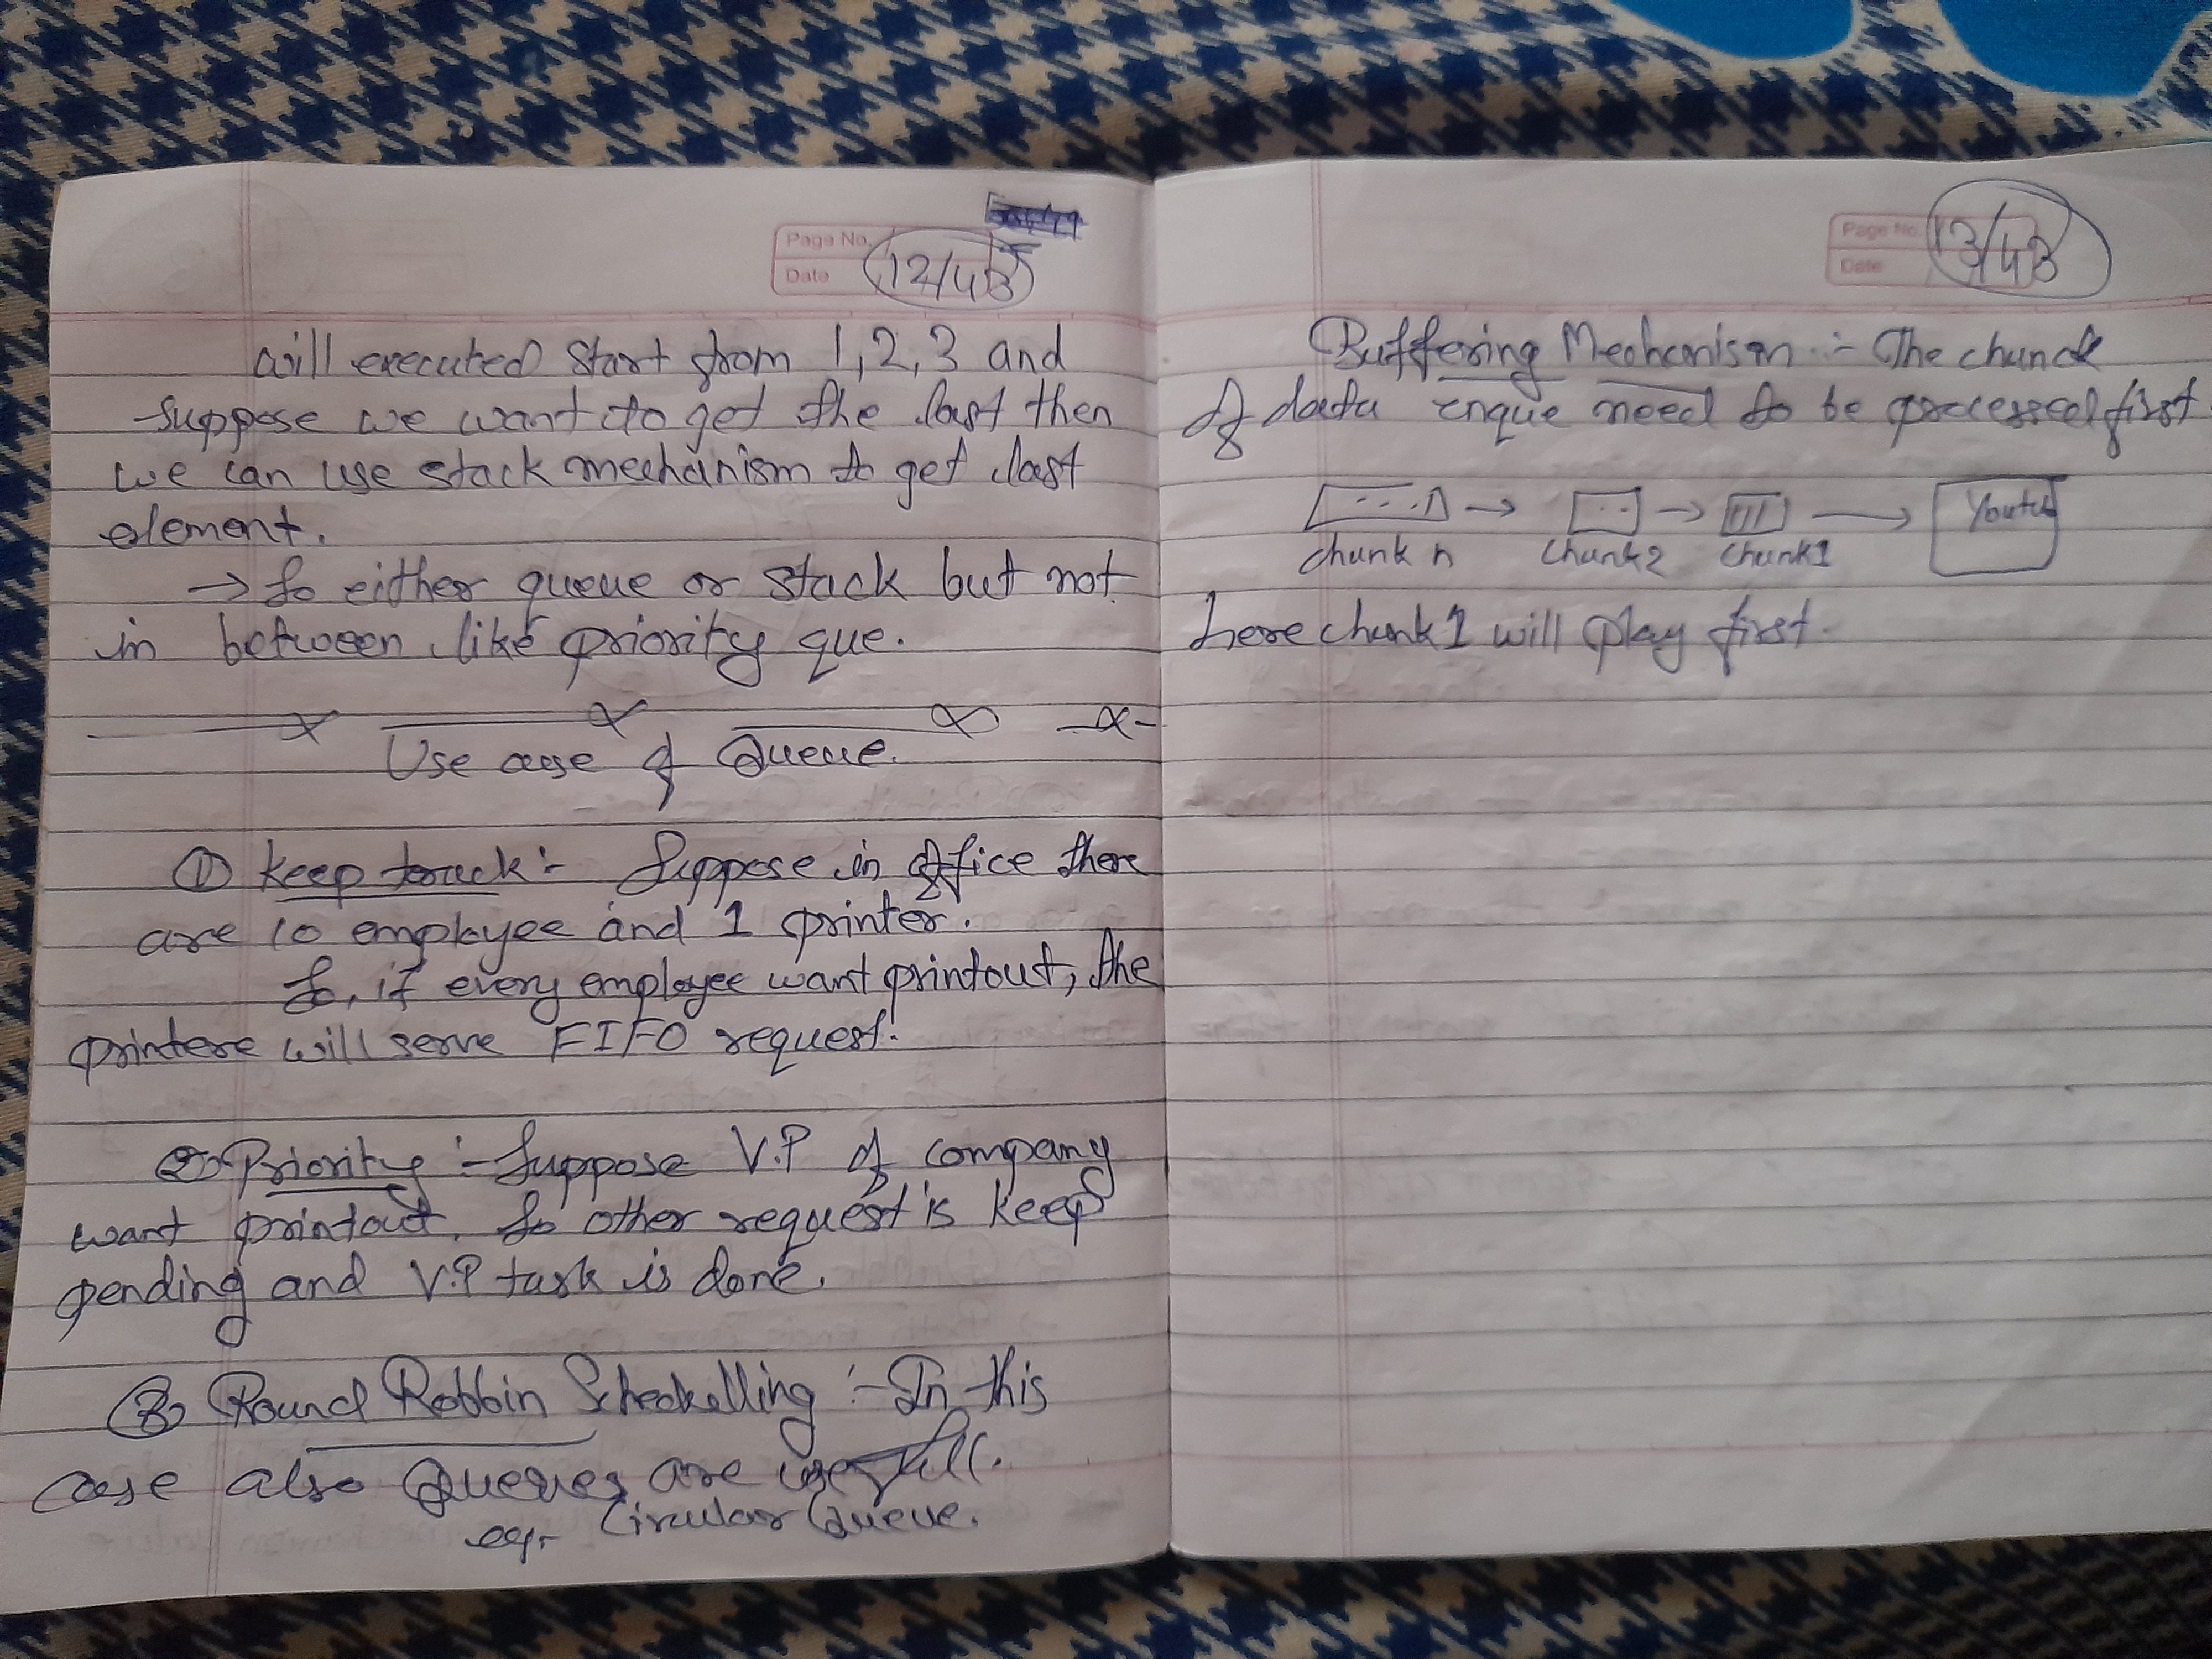 Page No.
Date
12/43
will executed start from 1, 2, 3 and
-suppose we want to get the last then
we can use stack mechanism to get last
element.
→ So either queue or stack but not
in between like priority que.
Use case of Queue.
① Keep track :- Suppose in office there
are 10 employee and 1 printer.
So, if every employee want printout, the
printere will serve FIFO request.
② Priority :- Suppose V.P of company
want printout, so other request is keep
pending and V.P task is done.
③ Round Robbin Scheduling :- In this
case also Queues are useful.
eg:- Circular Queue.
Page No.
Date
13/43
Buffering Mechanism :- The chunck
of data enque need to be processed first.
→ → → Youtub
chunk n chunk2 chunk1
here chunk1 will play first.